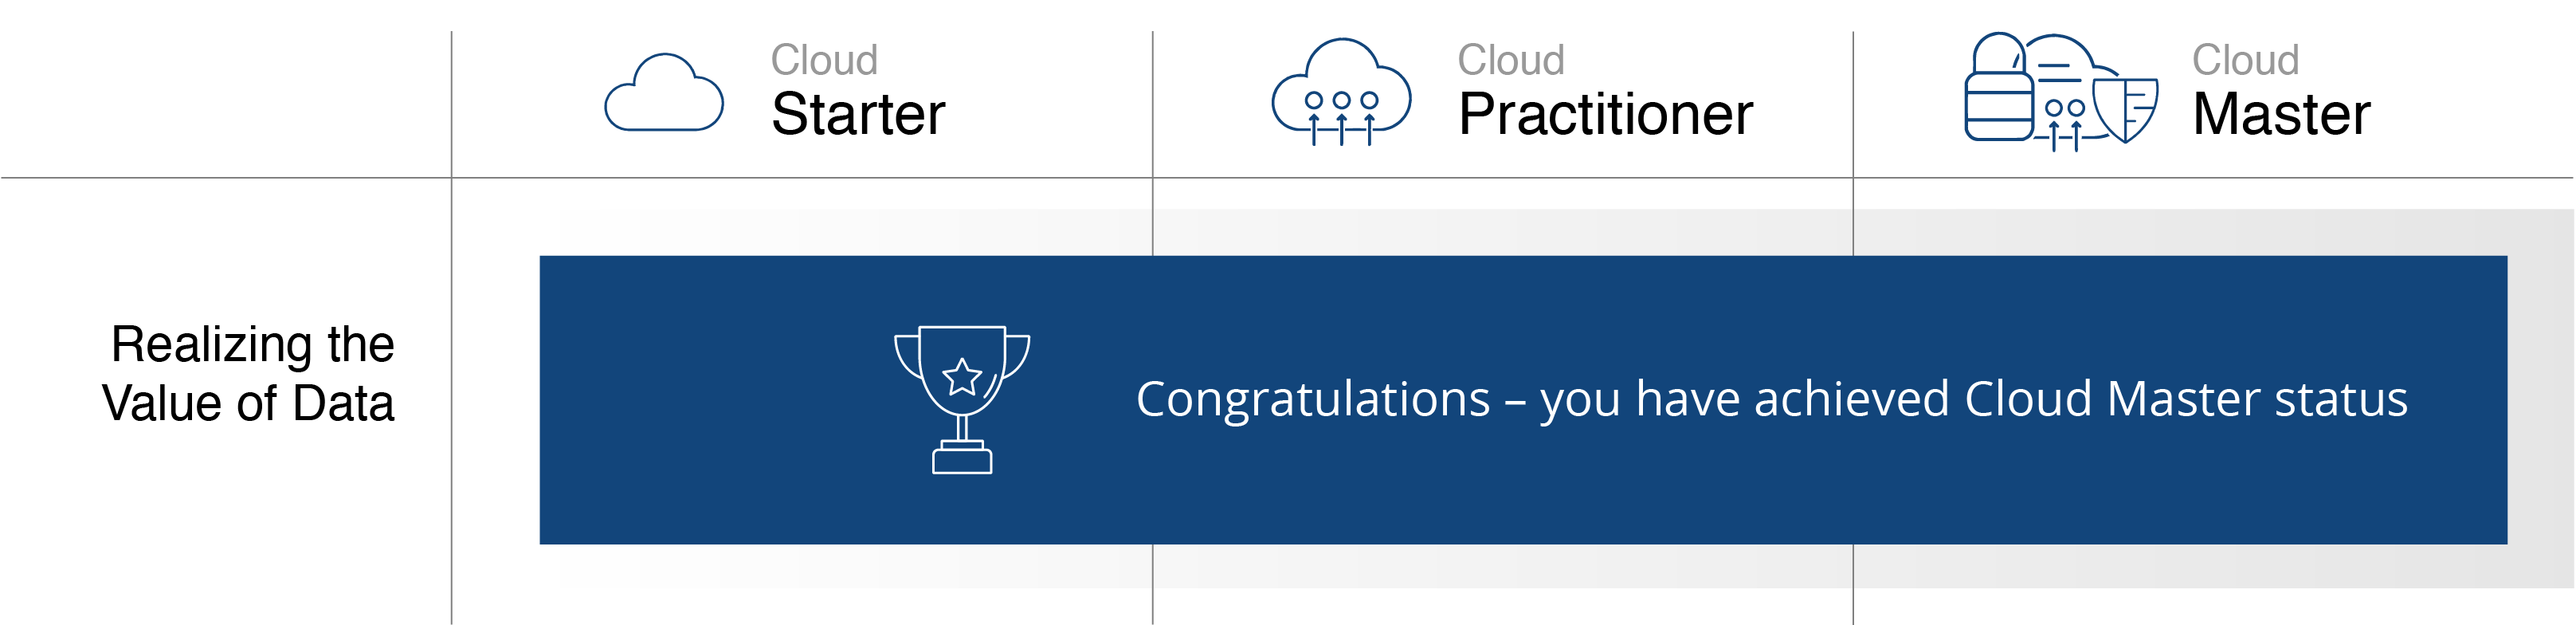 Cloud
Starter
Cloud
Practitioner
Cloud
Master
Realizing the
Value of Data
Congratulations – you have achieved Cloud Master status